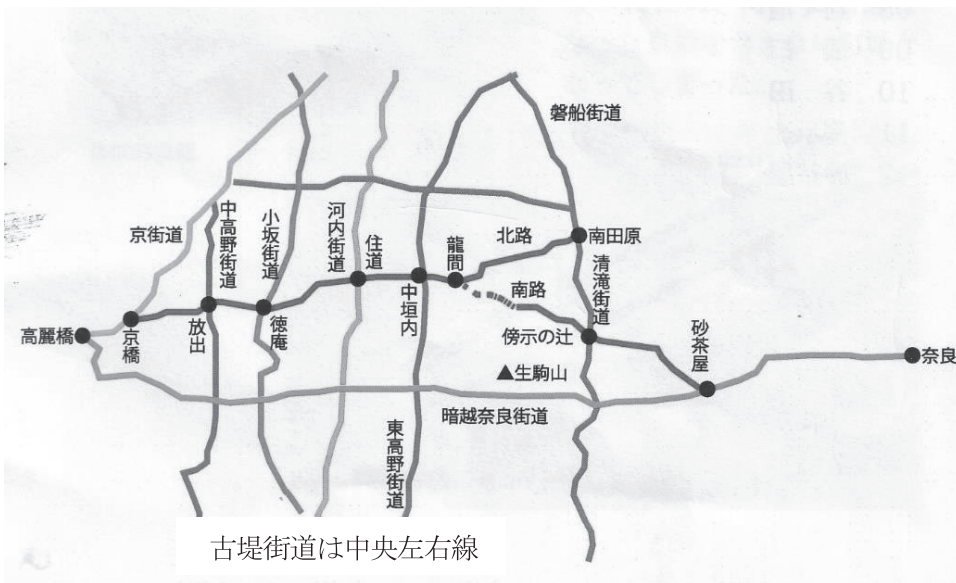 磐船街道
京街道
中高野街道
小坂街道
河内街道
住道
龍間
北路
南田原
南路
清滝街道
中垣内
高麗橋
京橋
放出
徳庵
傍示の辻
砂茶屋
奈良
▲生駒山
暗越奈良街道
東高野街道
古堤街道は中央左右線